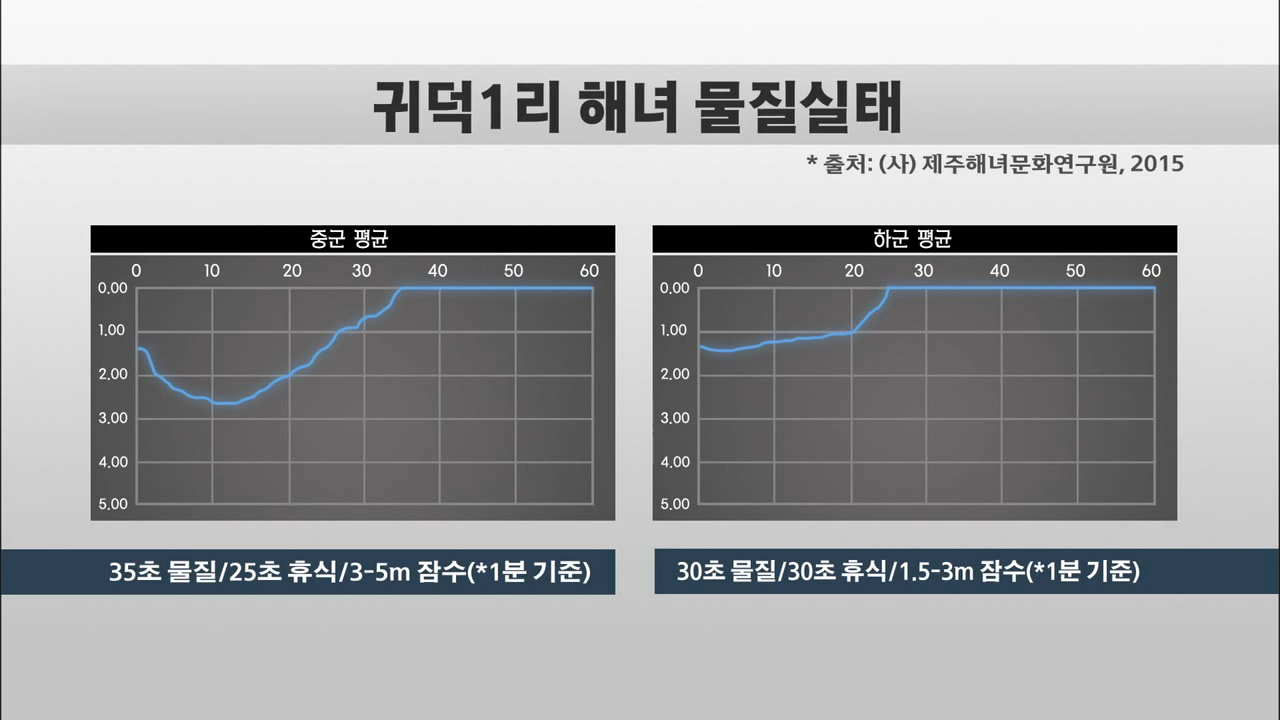 귀덕1리 해녀 물질실태
* 출처: (사) 제주해녀문화연구원, 2015
중군 평균
0 10 20 30 40 50 60
0.00
1.00
2.00
3.00
4.00
5.00
35초 물질/25초 휴식/3-5m 잠수(*1분 기준)
하군 평균
0 10 20 30 40 50 60
0.00
1.00
2.00
3.00
4.00
5.00
30초 물질/30초 휴식/1.5-3m 잠수(*1분 기준)